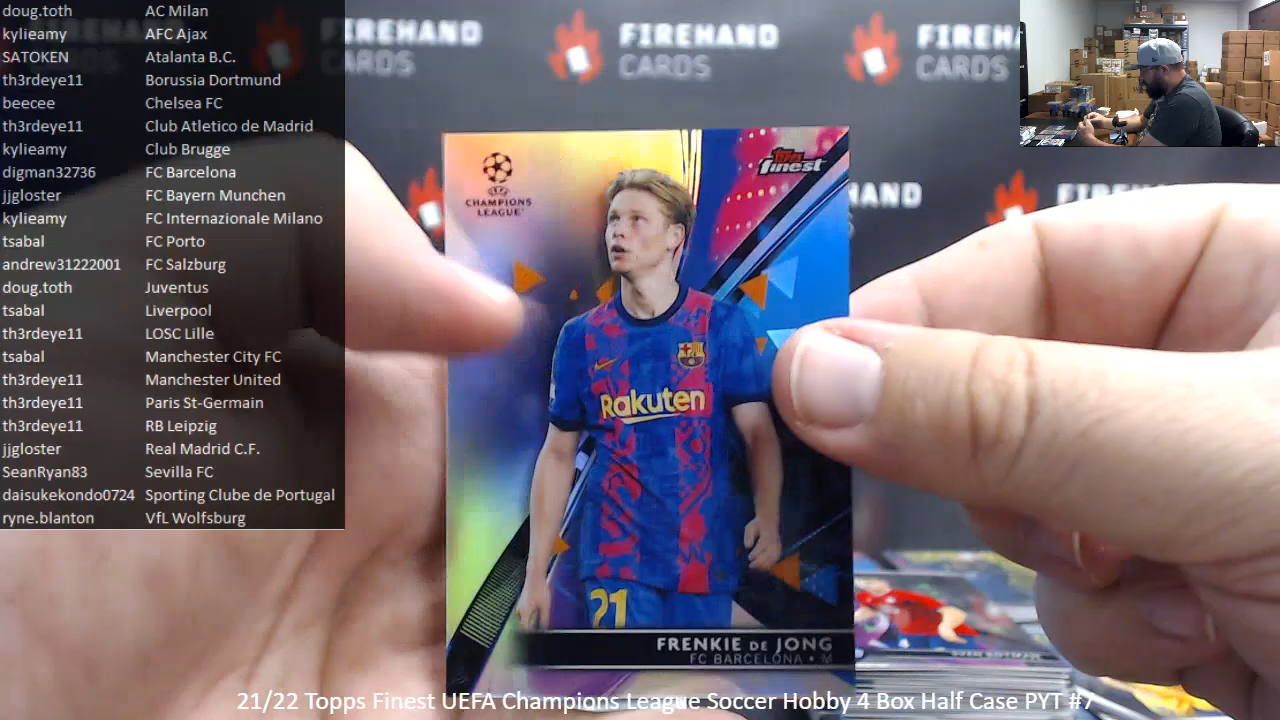 doug.toth AC Milan
kylieamy AFC Ajax
SATOKEN Atalanta B.C.
th3rdeye11 Borussia Dortmund
beecee Chelsea FC
th3rdeye11 Club Atletico de Madrid
kylieamy Club Brugge
digman32736 FC Barcelona
jjgloster FC Bayern Munchen
kylieamy FC Internazionale Milano
tsabal FC Porto
andrew31222001 FC Salzburg
doug.toth Juventus
tsabal Liverpool
th3rdeye11 LOSC Lille
tsabal Manchester City FC
th3rdeye11 Manchester United
th3rdeye11 Paris St-Germain
th3rdeye11 RB Leipzig
jjgloster Real Madrid C.F.
SeanRyan83 Sevilla FC
daisukekondo0724 Sporting Clube de Portugal
ryne.blanton VfL Wolfsburg
FIREHAND
CARDS
FIREHAND
CARDS
FIREH
CARDS
Topps
finest
UEFA
CHAMPIONS
LEAGUE
Rakuten
21
FRENKIE DE JONG
FC BARCELONA • M
SVEN BOTMAN
21/22 Topps Finest UEFA Champions League Soccer Hobby 4 Box Half Case PYT #7